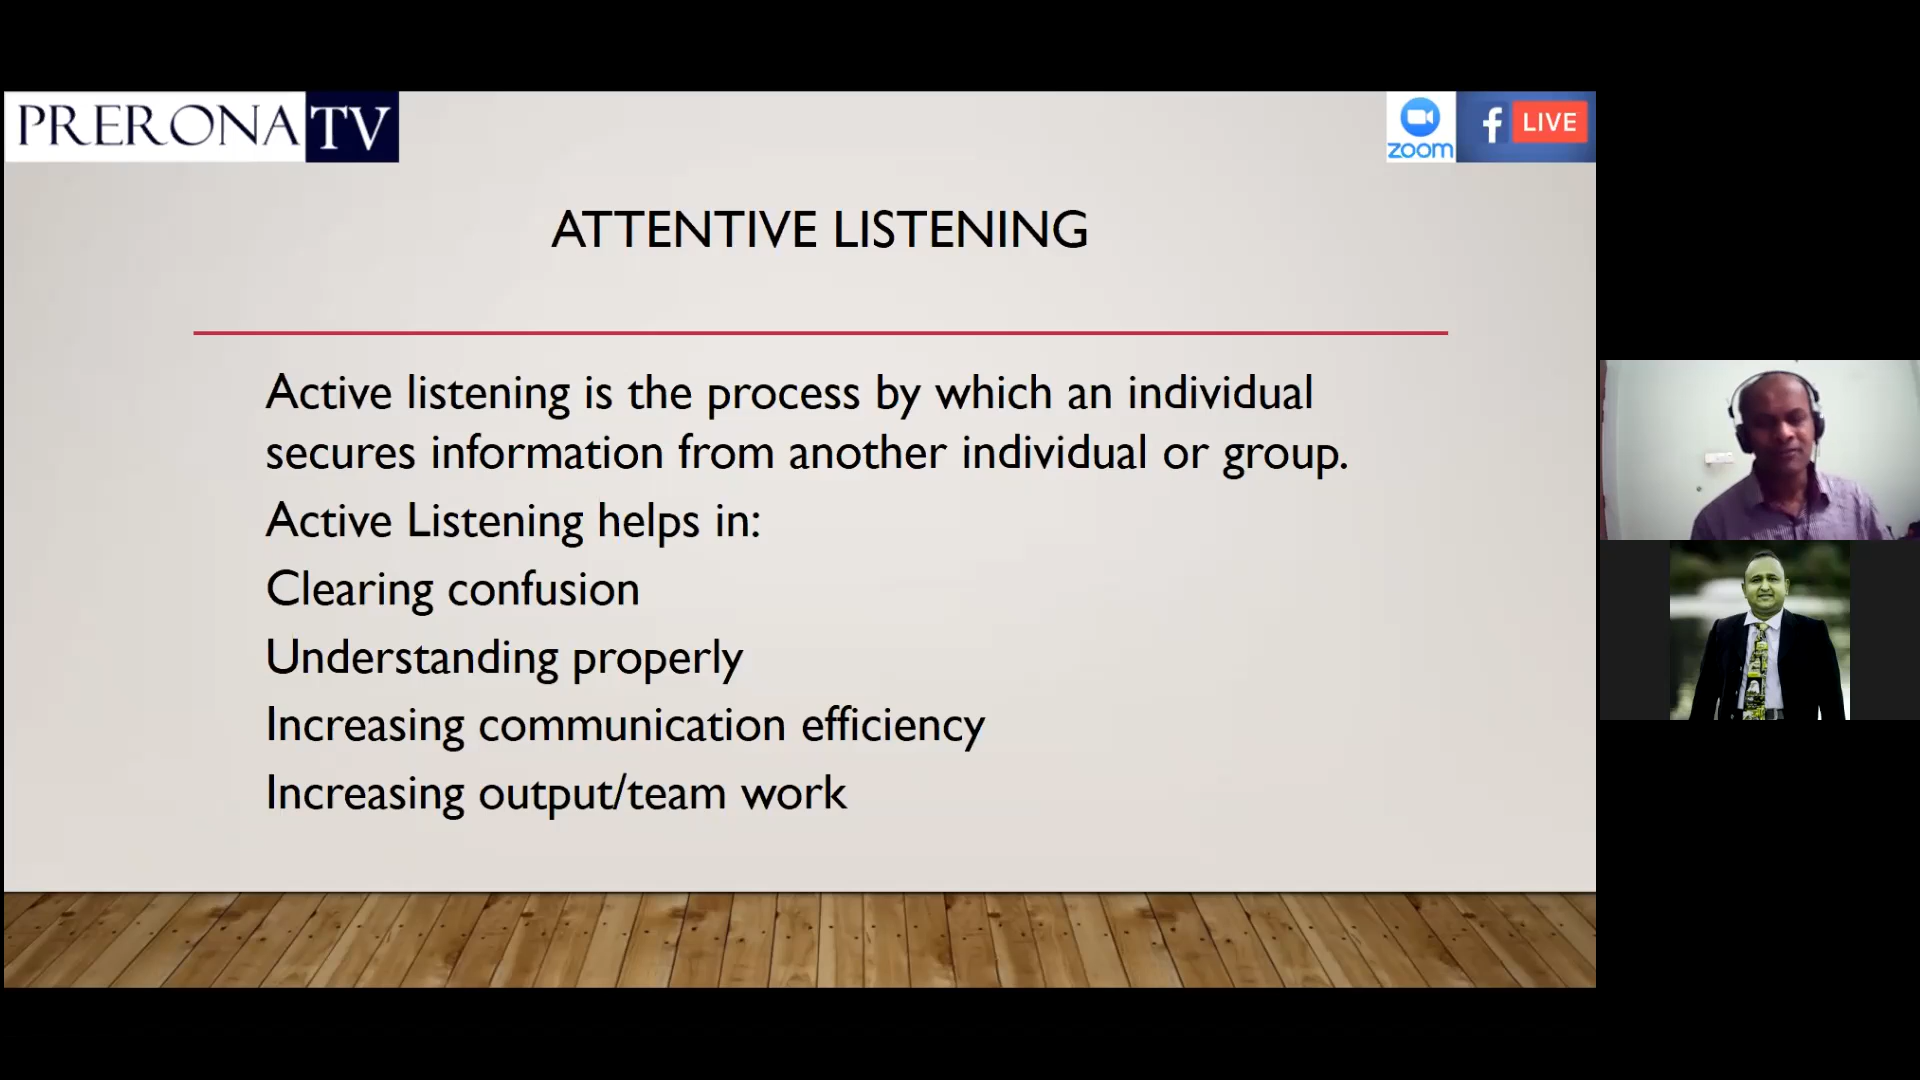 PRERONA TV
zoom
f LIVE
ATTENTIVE LISTENING
Active listening is the process by which an individual
secures information from another individual or group.
Active Listening helps in:
Clearing confusion
Understanding properly
Increasing communication efficiency
Increasing output/team work